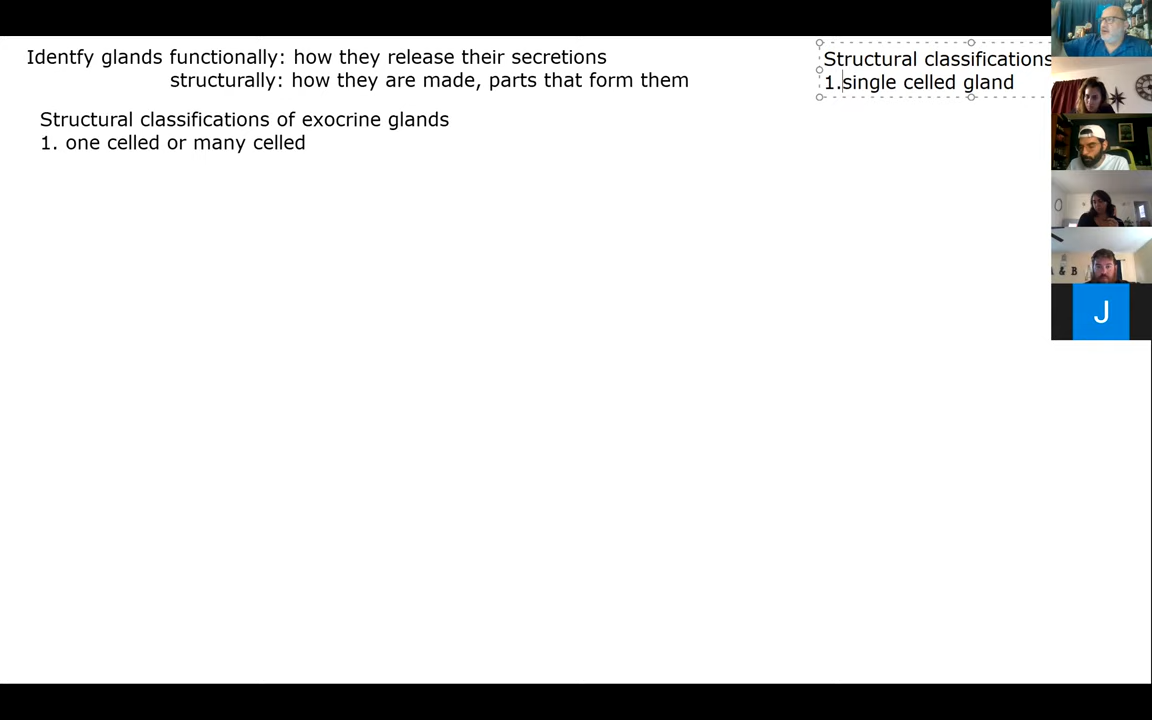 Identfy glands functionally: how they release their secretions
structurally: how they are made, parts that form them
Structural classifications of exocrine glands
1. one celled or many celled
Structural classifications
1.single celled gland
& B
J